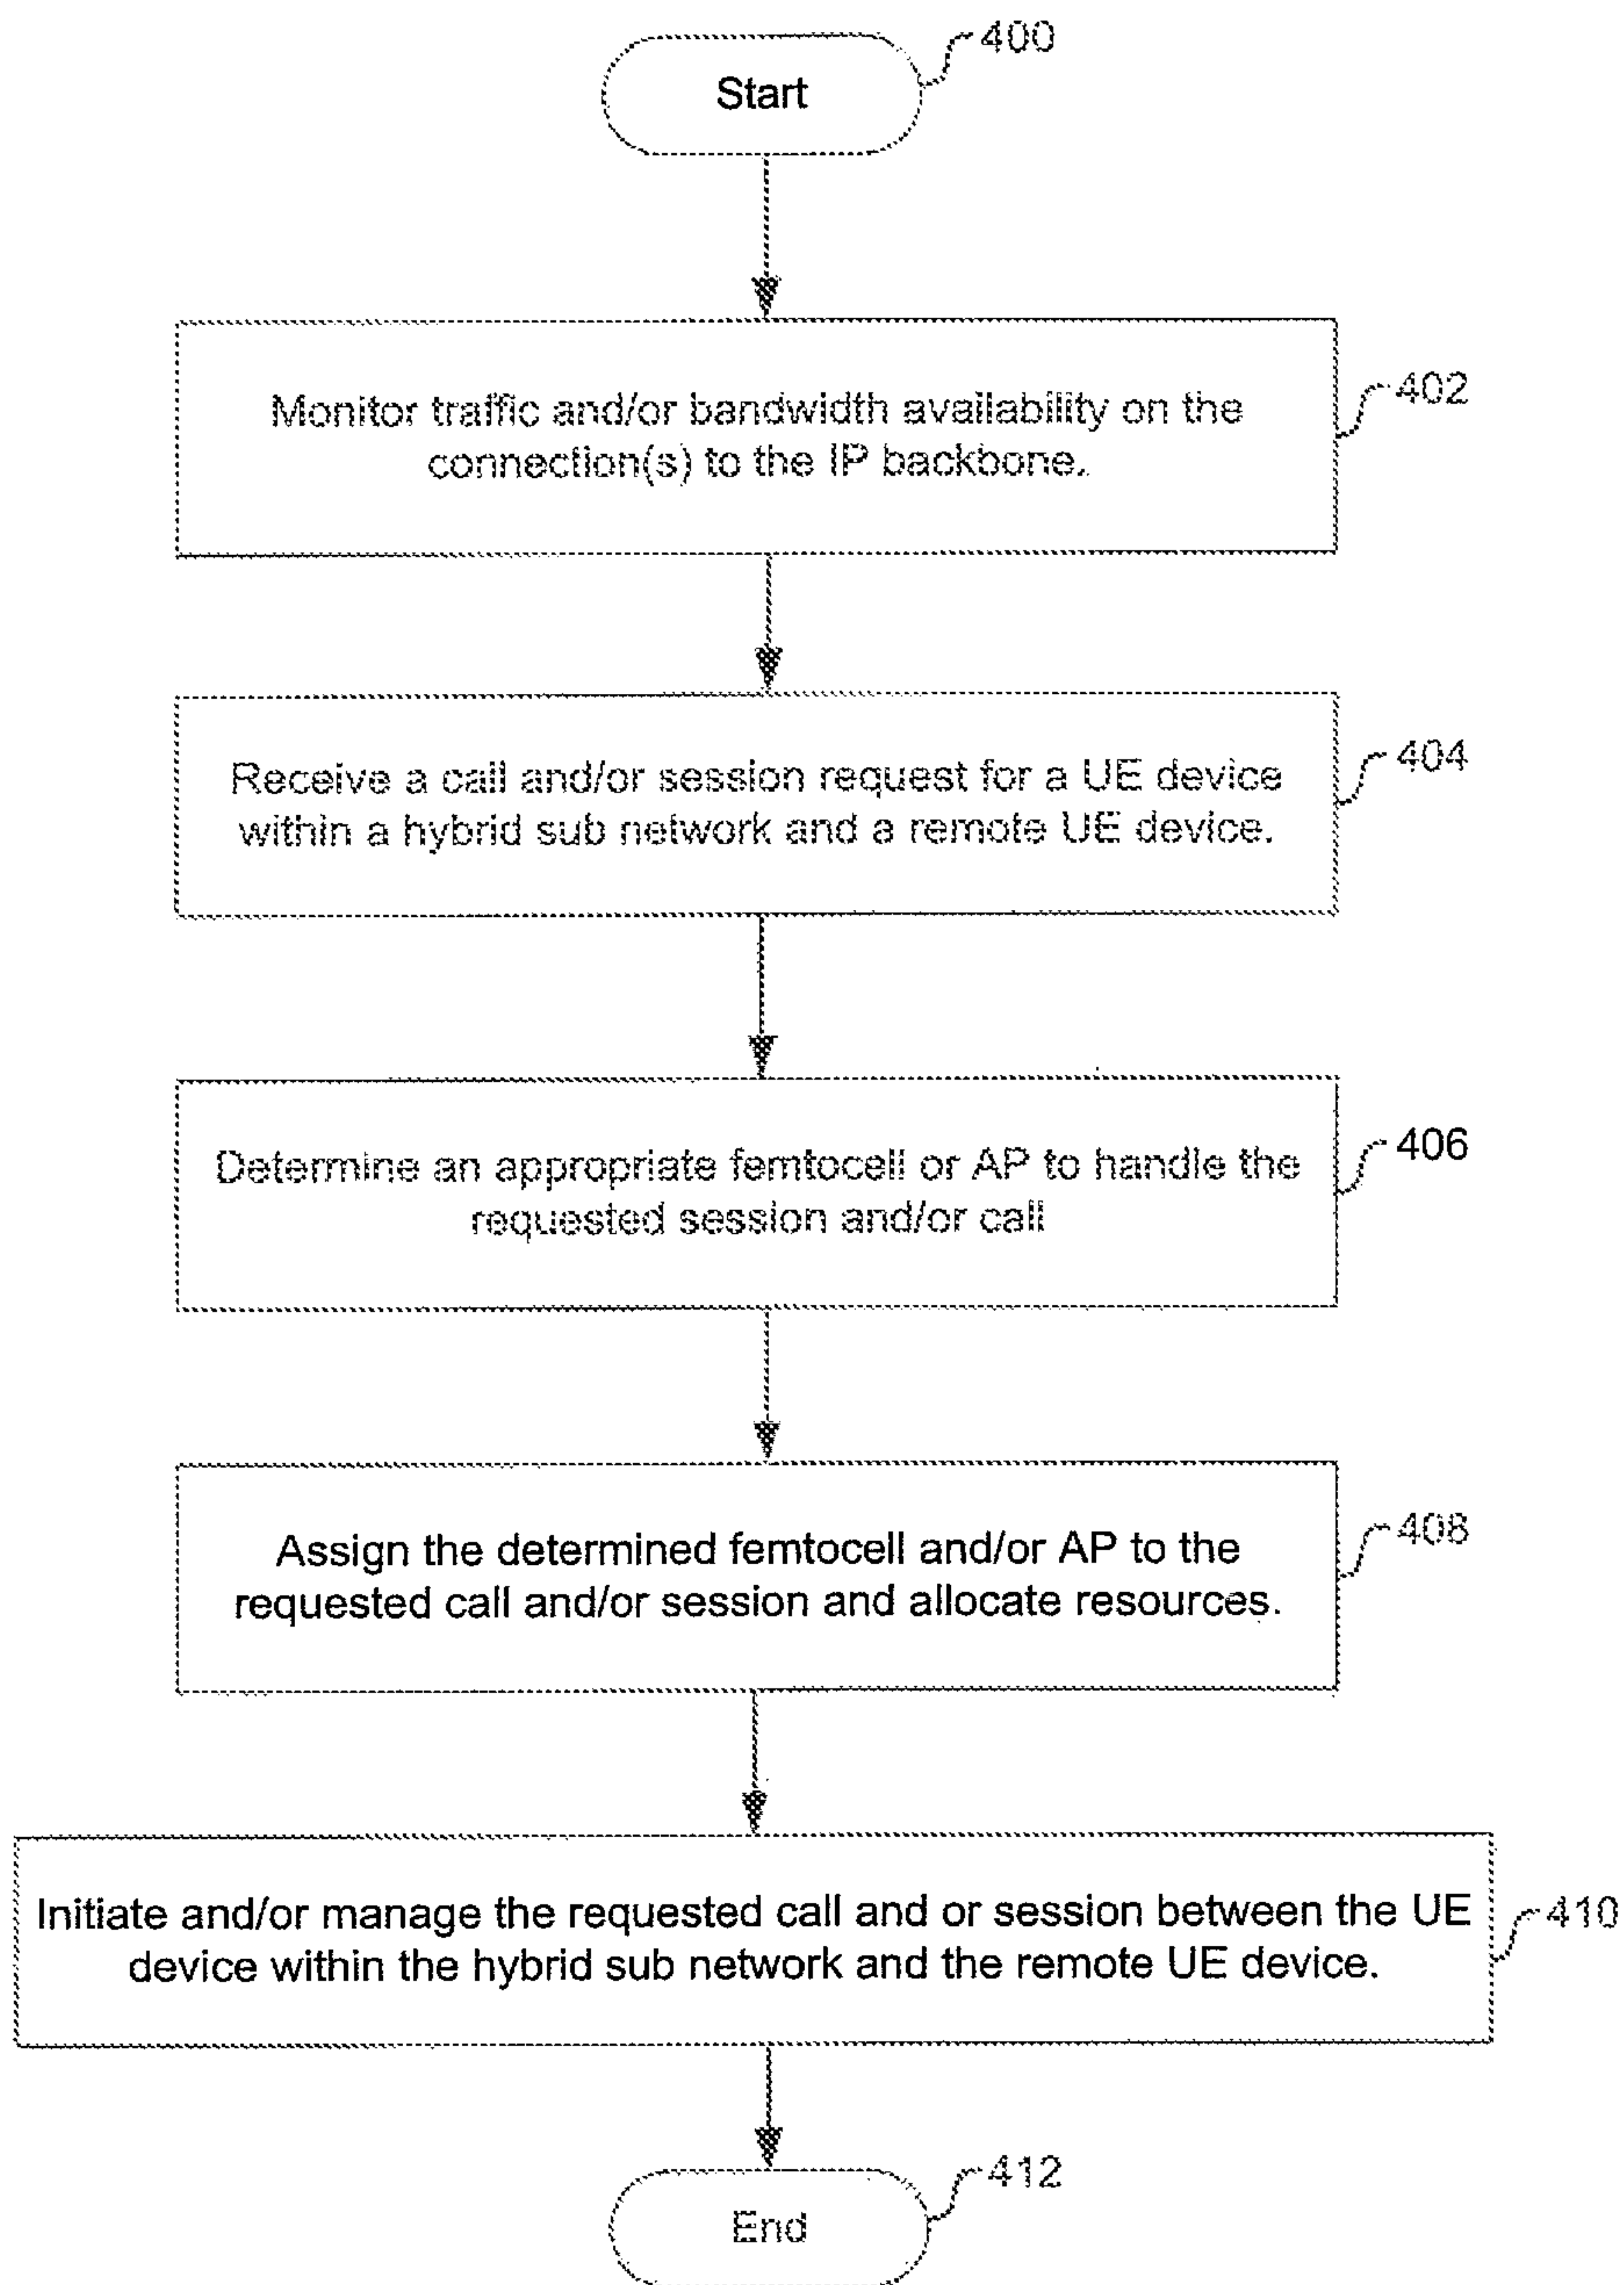 400
Start
402
Monitor traffic and/or bandwidth availability on the
connection(s) to the IP backbone.
404
Receive a call and/or session request for a UE device
within a hybrid sub network and a remote UE device.
406
Determine an appropriate femtocell or AP to handle the
requested session and/or call
408
Assign the determined femtocell and/or AP to the
requested call and/or session and allocate resources.
410
Initiate and/or manage the requested call and or session between the UE
device within the hybrid sub network and the remote UE device.
412
End